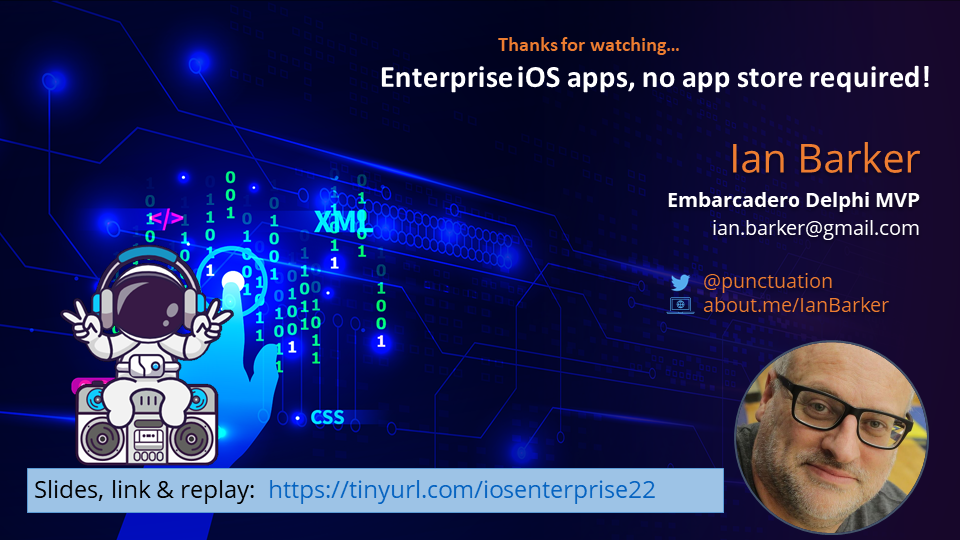 Thanks for watching...
Enterprise iOS apps, no app store required!
Ian Barker
Embarcadero Delphi MVP
ian.barker@gmail.com
@punctuation
about.me/IanBarker
</>
XML
CSS
Slides, link & replay: https://tinyurl.com/iosenterprise22